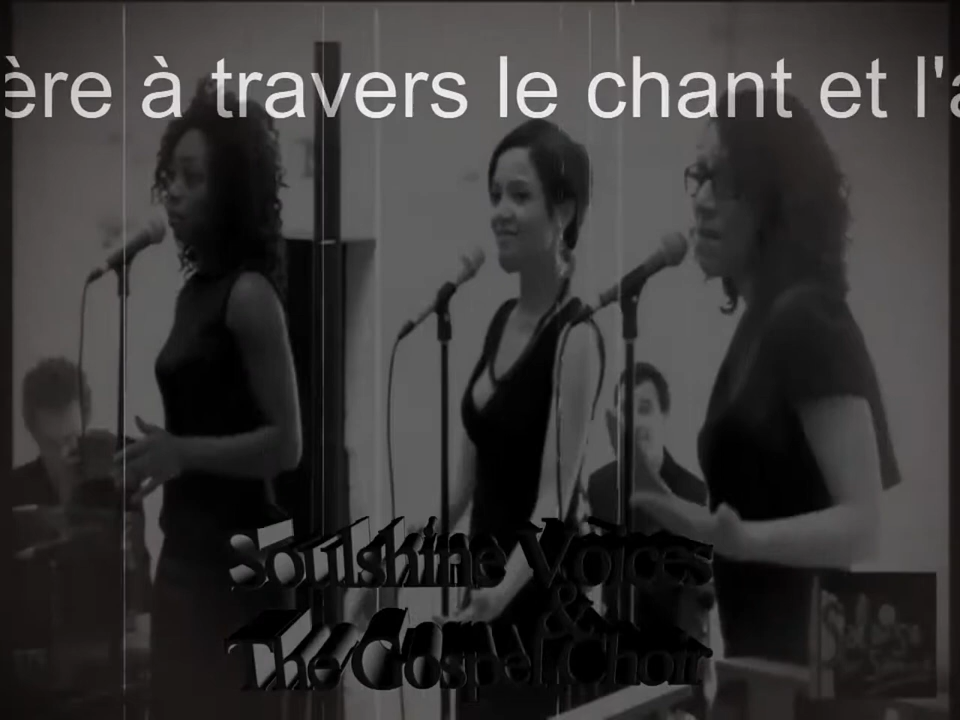 ère à travers le chant et l'a
Soulshine Voices
&
The Gospel Choir